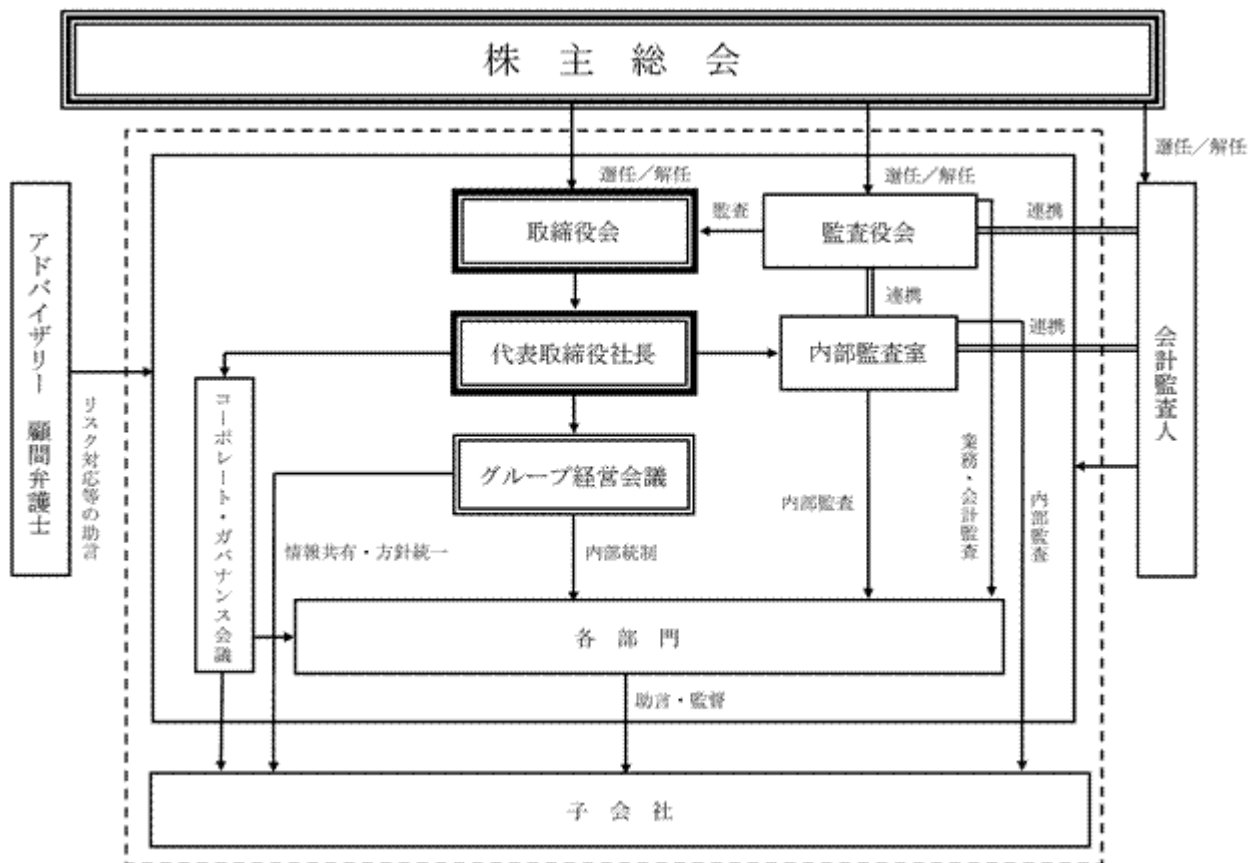 株主総会
選任／解任
選任／解任
選任／解任
取締役会
監査
監査役会
連携
連携
代表取締役社長
内部監査室
連携
会計監査人
アドバイザリー 顧問弁護士
リスク対応等の助言
コーポレート・ガバナンス会議
グループ経営会議
情報共有・方針統一
内部統制
内部監査
業務・会計監査
内部監査
各部門
助言・監督
子会社